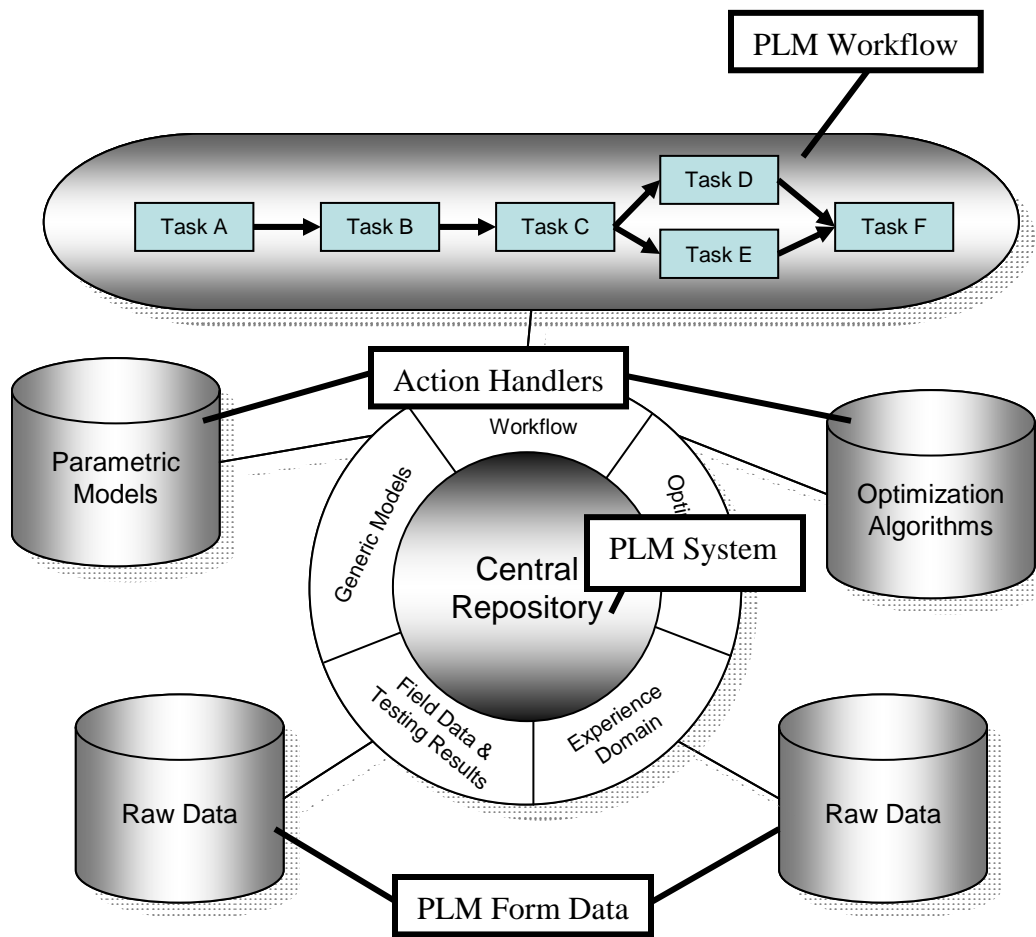 PLM Workflow
Task D
Task A
Task B
Task C
Task F
Task E
Action Handlers
Workflow
Parametric
Models
Generic Models
Optimization
Algorithms
PLM System
Central
Repository
Field Data &
Testing Results
Experience
Domain
Raw Data
Raw Data
PLM Form Data